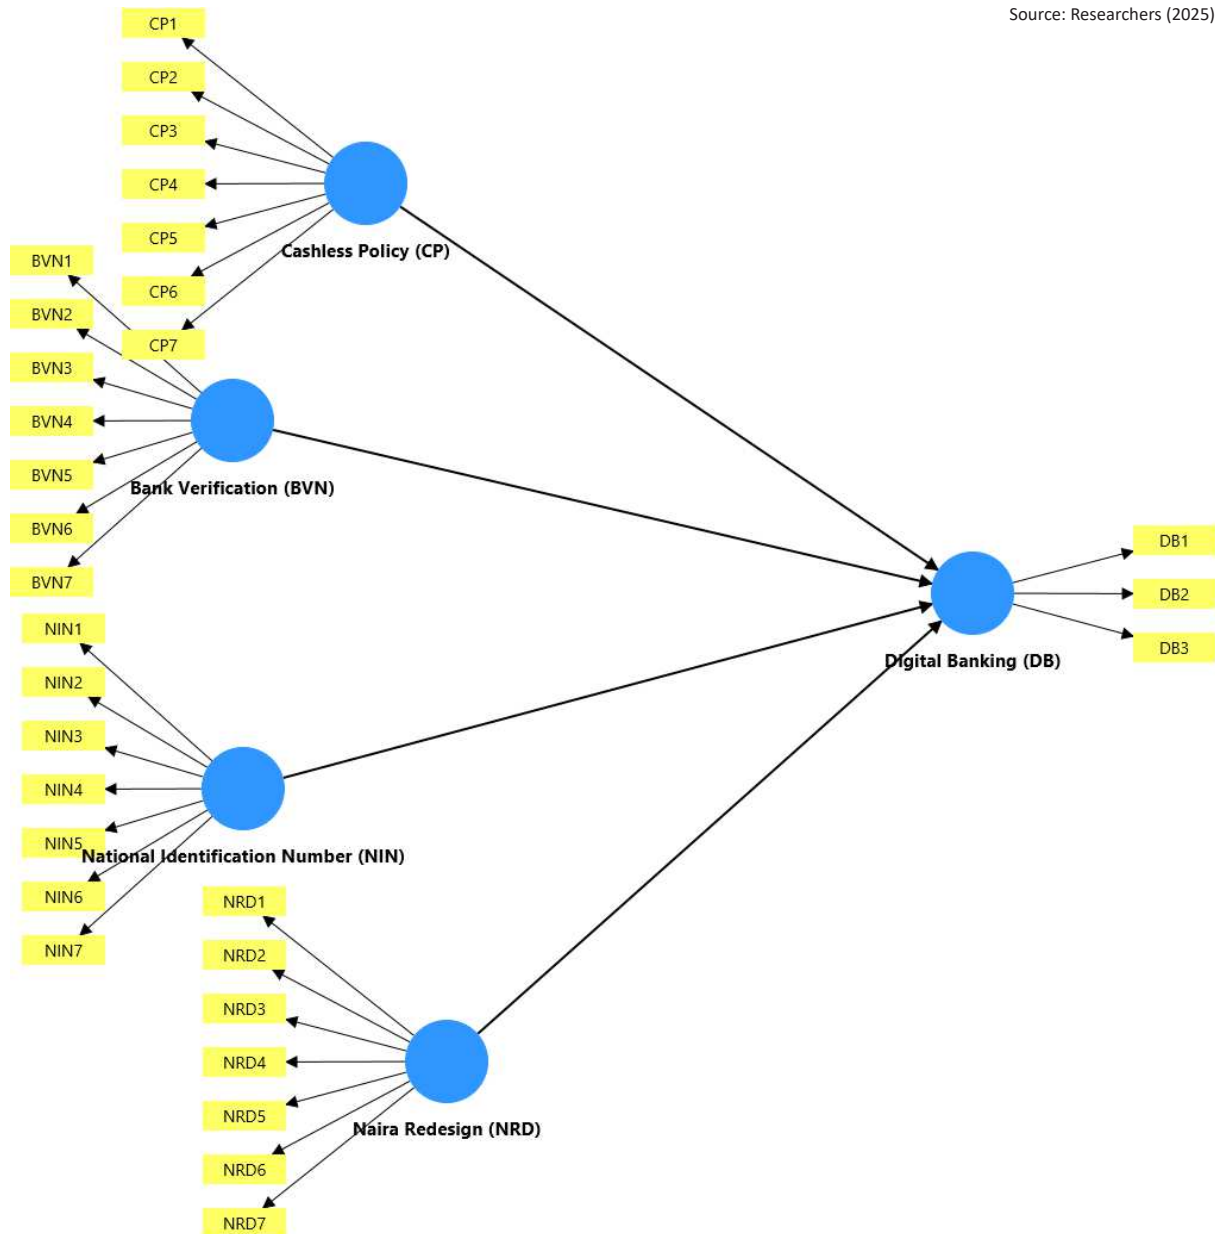 Source: Researchers (2025)
CP1
CP2
CP3
CP4
CP5
CP6
CP7
Cashless Policy (CP)
BVN1
BVN2
BVN3
BVN4
BVN5
BVN6
BVN7
Bank Verification (BVN)
NIN1
NIN2
NIN3
NIN4
NIN5
NIN6
NIN7
National Identification Number (NIN)
NRD1
NRD2
NRD3
NRD4
NRD5
NRD6
NRD7
Naira Redesign (NRD)
DB1
DB2
DB3
Digital Banking (DB)